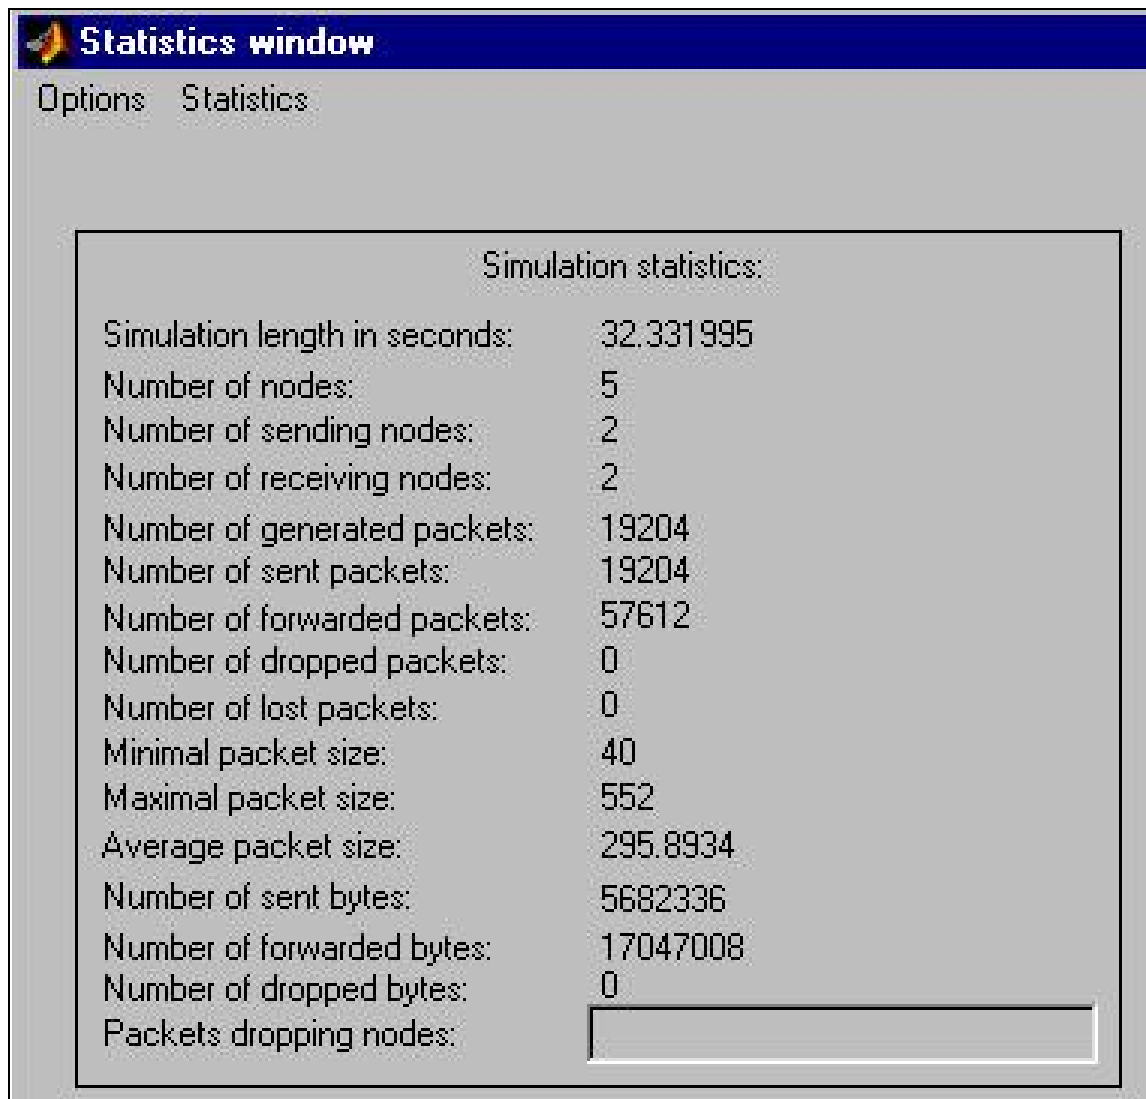 Statistics window
Options Statistics
Simulation statistics:
Simulation length in seconds: 32.331995
Number of nodes: 5
Number of sending nodes: 2
Number of receiving nodes: 2
Number of generated packets: 19204
Number of sent packets: 19204
Number of forwarded packets: 57612
Number of dropped packets: 0
Number of lost packets: 0
Minimal packet size: 40
Maximal packet size: 552
Average packet size: 295.8934
Number of sent bytes: 5682336
Number of forwarded bytes: 17047008
Number of dropped bytes: 0
Packets dropping nodes: